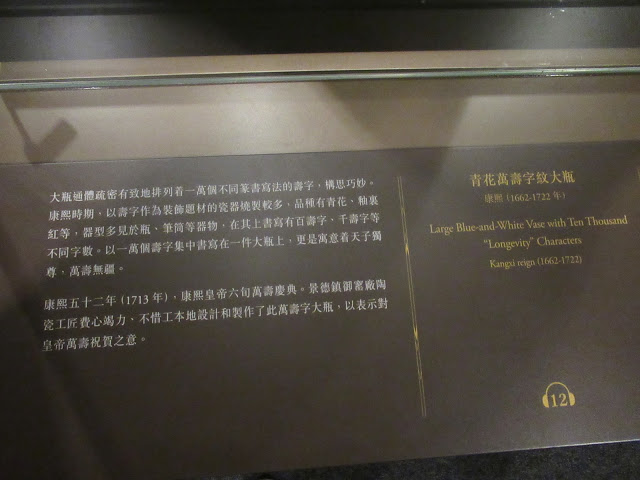 大瓶通體疏密有致地排列着一萬個不同篆書寫法的壽字，構思巧妙。
康熙時期，以壽字作為裝飾題材的瓷器燒製較多，品種有青花、釉裏
紅等，器型多見於瓶、筆筒等器物，在其上書寫有百壽字、千壽字等
不同字數。以一萬個壽字集中書寫在一件大瓶上，更是寓意着天子獨
尊，萬壽無疆。
康熙五十二年 (1713 年)，康熙皇帝六旬萬壽慶典。景德鎮御窰廠陶
瓷工匠費心竭力、不惜工本地設計和製作了此萬壽字大瓶，以表示對
皇帝萬壽祝賀之意。
青花萬壽字紋大瓶
康熙 (1662-1722 年)
Large Blue-and-White Vase with Ten Thousand
"Longevity" Characters
Kangxi reign (1662-1722)
12